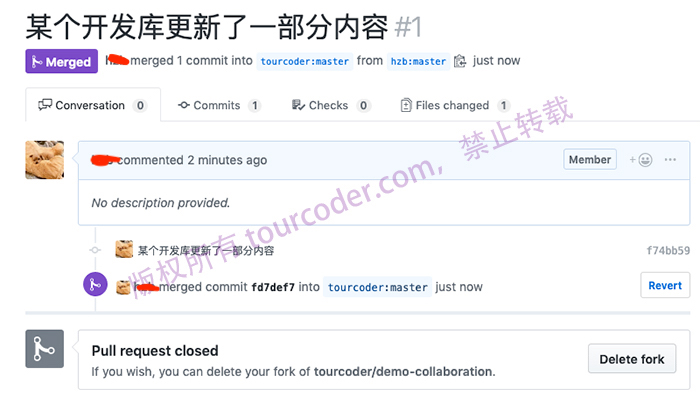 某个开发库更新了一部分内容 #1
Merged merged 1 commit into tourcoder:master from hzb:master just now
Conversation 0 Commits 1 Checks 0 Files changed 1
commented 2 minutes ago Member
No description provided.
某个开发库更新了一部分内容 f74bb59
merged commit fd7def7 into tourcoder:master just now Revert
Pull request closed
If you wish, you can delete your fork of tourcoder/demo-collaboration.
Delete fork
版权所有 tourcoder.com，禁止转载